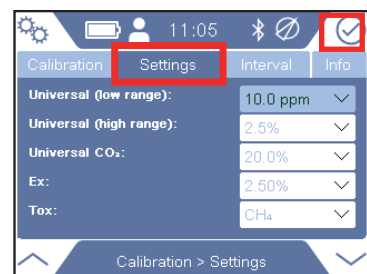 11:05
Calibration Settings Interval Info
Universal (low range): 10.0 ppm
Universal (high range): 2.5%
Universal CO₂: 20.0%
Ex: 2.50%
Tox: CH₄
Calibration > Settings